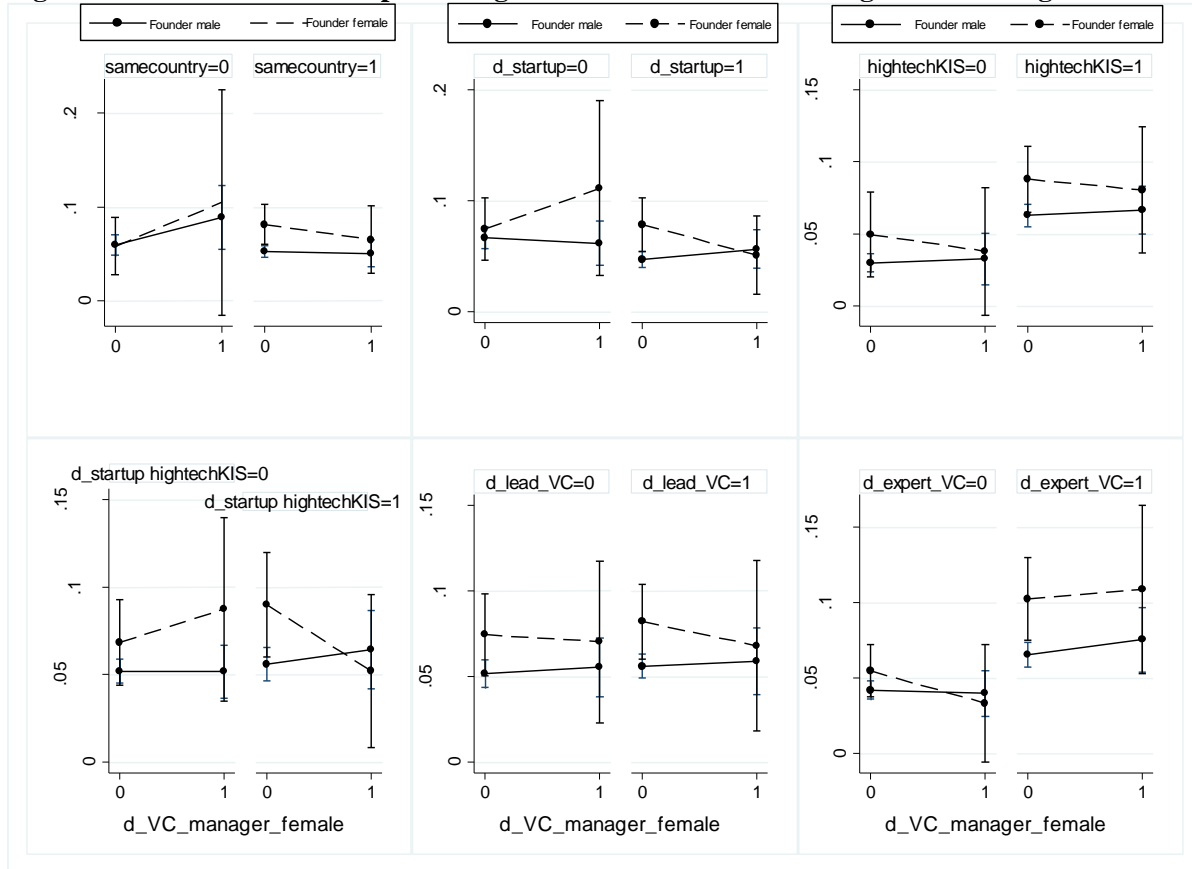 Founder male Founder female
samecountry=0 samecountry=1
.2
.1
0
0 1 0 1
Founder male Founder female
d_startup=0 d_startup=1
.2
.1
0
0 1 0 1
Founder male Founder female
hightechKIS=0 hightechKIS=1
.15
.1
.05
0
0 1 0 1
d_startup hightechKIS=0
d_startup hightechKIS=1
.15
.1
.05
0
0 1 0 1
d_VC_manager_female
d_lead_VC=0 d_lead_VC=1
.15
.1
.05
0
0 1 0 1
d_VC_manager_female
d_expert_VC=0 d_expert_VC=1
.15
.1
.05
0
0 1 0 1
d_VC_manager_female